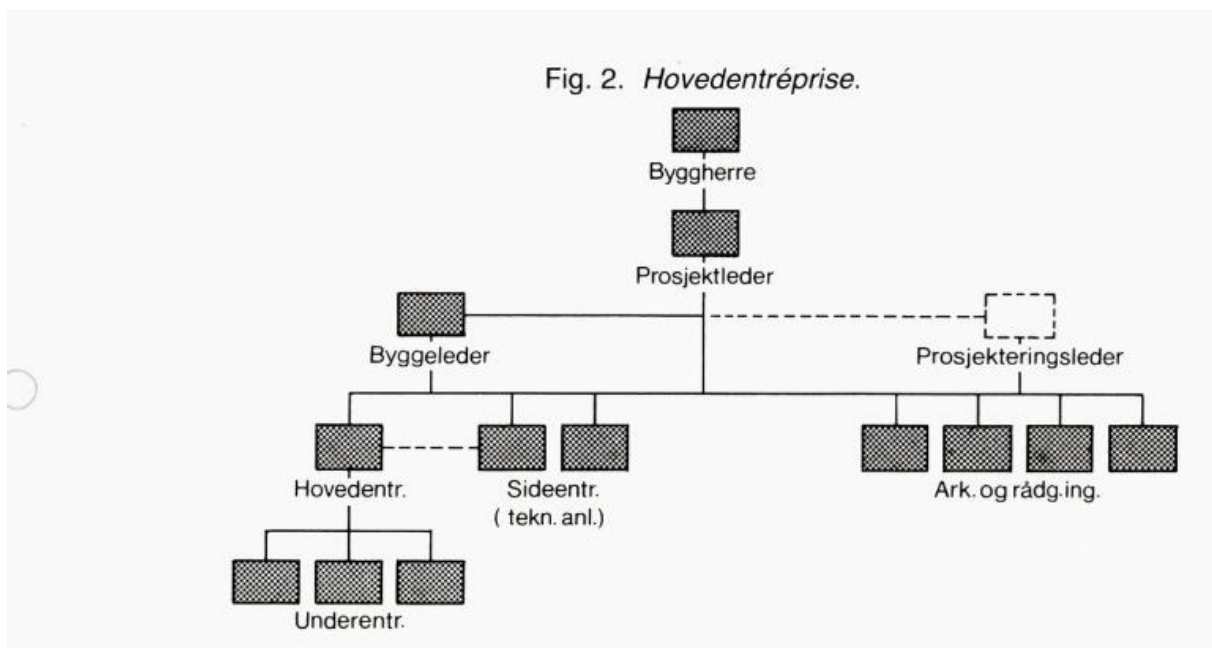 Fig. 2. Hovedentréprise.
Byggherre
Prosjektleder
Byggeleder
Prosjekteringsleder
Hovedentr.
Sideentr.
( tekn. anl.)
Ark. og rådg.ing.
Underentr.